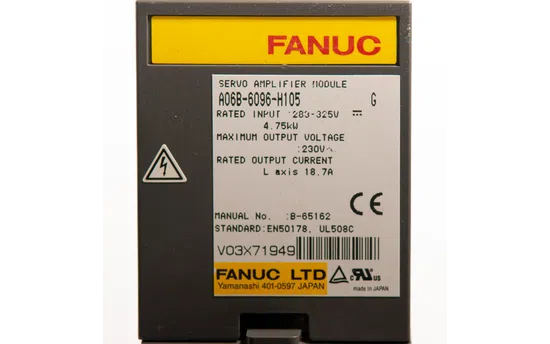 FANUC
SERVO AMPLIFIER MODULE
A06B-6096-H105 G
RATED INPUT :283-325V ⎓
4.75kW
MAXIMUM OUTPUT VOLTAGE
:230V~
RATED OUTPUT CURRENT
L axis 18.7A
CE
MANUAL No. :B-65162
STANDARD:EN50178, UL508C
V03X71949
FANUC LTD
Yamanashi 401-0597 JAPAN
c UL US
made in JAPAN